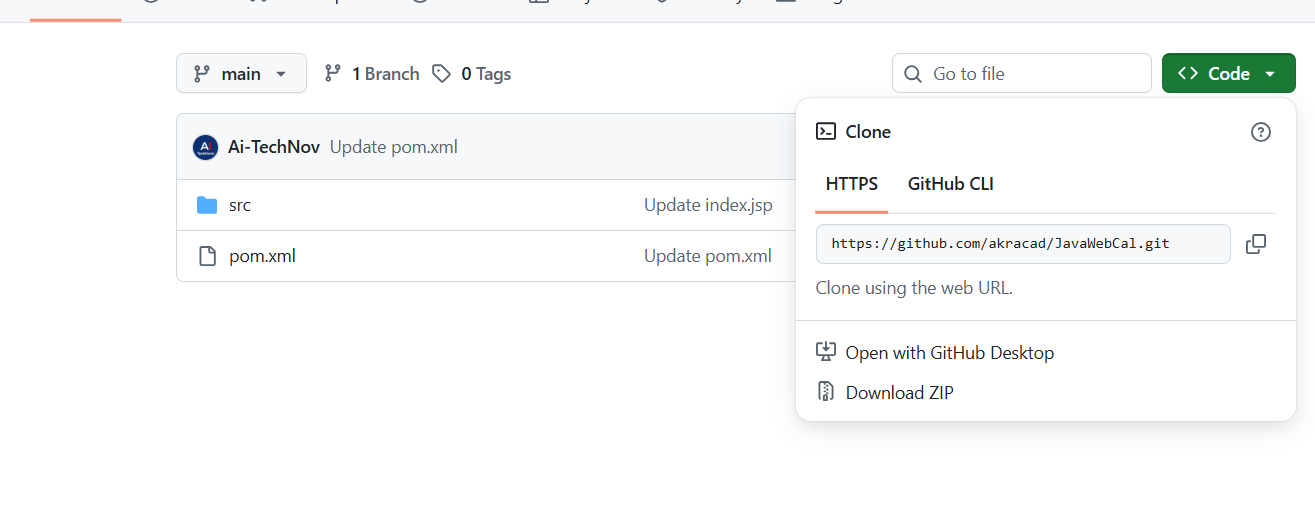 main 1 Branch 0 Tags Go to file Code
Ai-TechNov Update pom.xml
src Update index.jsp
pom.xml Update pom.xml
Clone
HTTPS GitHub CLI
https://github.com/akracad/JavaWebCal.git
Clone using the web URL.
Open with GitHub Desktop
Download ZIP